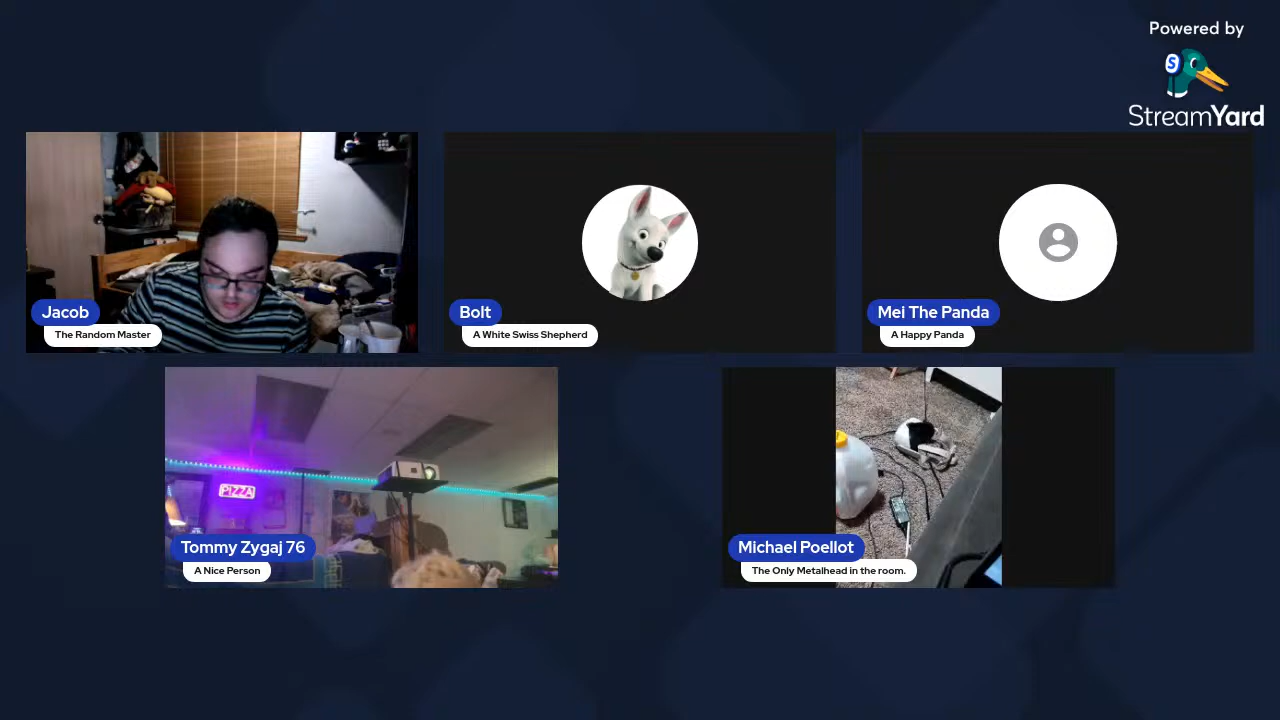 Powered by
StreamYard
Jacob
The Random Master
Bolt
A White Swiss Shepherd
Mei The Panda
A Happy Panda
PIZZA
Tommy Zygaj 76
A Nice Person
Michael Poellot
The Only Metalhead in the room.